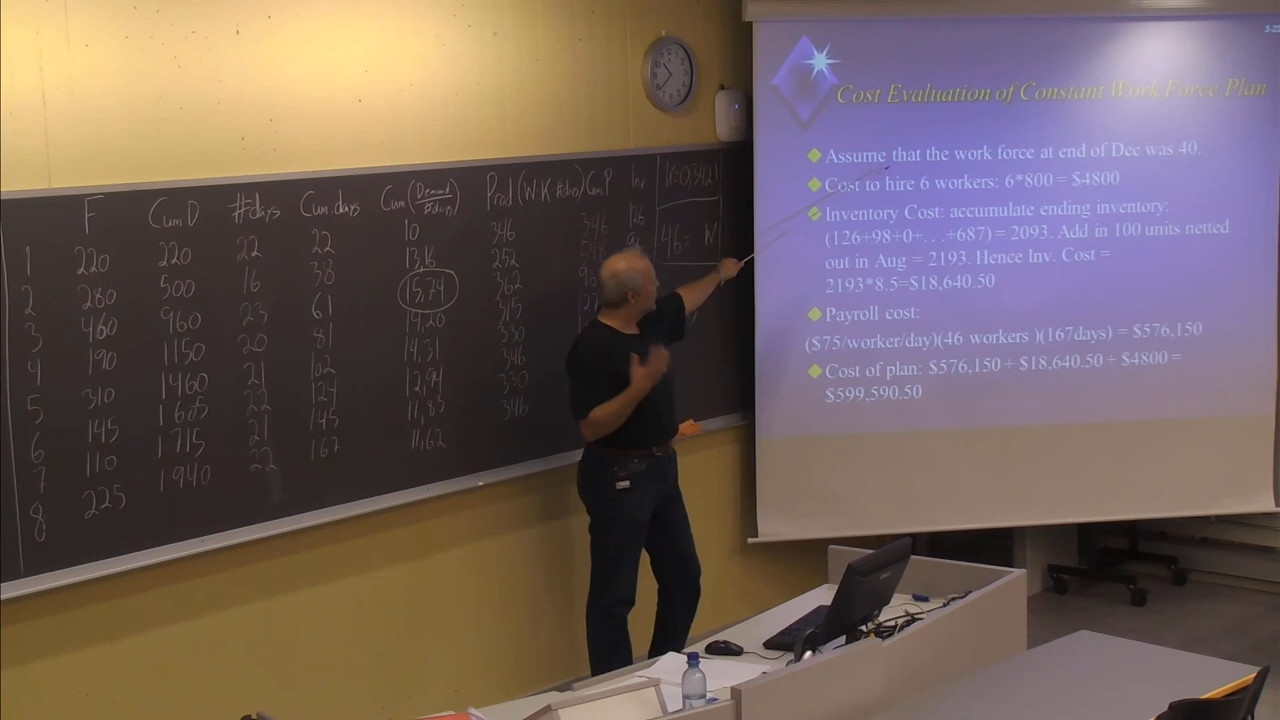 F CumD #days Cum.days Cum(Demand/#days) Prod(W·K·#days) Cum.P Inv
10 346 346 126
1 220 220 22 22 13,16 252 598
2 280 500 16 38 15,74 362
3 460 960 23 61 14,20 315
4 190 1150 20 81 14,31 330
5 310 1460 21 102 12,94 346
6 145 1605 22 124 11,83 330
7 110 1715 21 145 11,62 346
8 225 1940 22 167
K=0,3421
46= W
3-22
Cost Evaluation of Constant Work Force Plan
Assume that the work force at end of Dec was 40.
Cost to hire 6 workers: 6*800 = $4800
Inventory Cost: accumulate ending inventory:
(126+98+0+. . .+687) = 2093. Add in 100 units netted
out in Aug = 2193. Hence Inv. Cost =
2193*8.5=$18,640.50
Payroll cost:
($75/worker/day)(46 workers )(167days) = $576,150
Cost of plan: $576,150 + $18,640.50 + $4800 =
$599,590.50